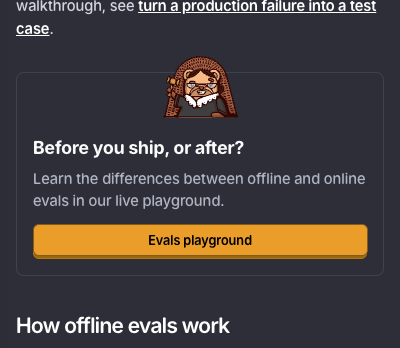 walkthrough, see turn a production failure into a test
case.
Before you ship, or after?
Learn the differences between offline and online
evals in our live playground.
Evals playground
How offline evals work